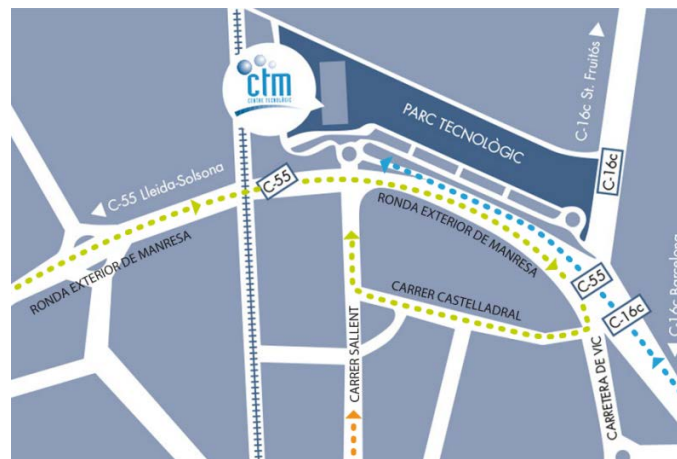 C-16c St. Fruitós
ctm
CENTRE TECNOLÒGIC
PARC TECNOLÒGIC
C-16c
C-55 Lleida-Solsona
C-55
RONDA EXTERIOR DE MANRESA
RONDA EXTERIOR DE MANRESA
C-55
C-16c
C-16c Barcelona
CARRER CASTELLADRAL
CARRER SALLENT
CARRETERA DE VIC